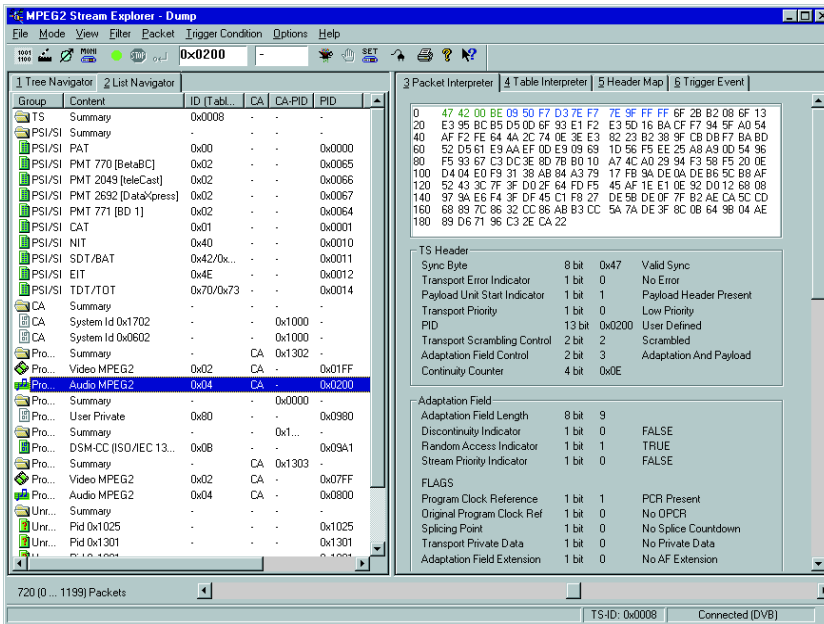 MPEG2 Stream Explorer - Dump
File Mode View Filter Packet Trigger Condition Options Help
1001 1100 MINI STOP 0x0200 - SET
1 Tree Navigator 2 List Navigator
Group Content ID (Tabl... CA CA-PID PID
TS Summary 0x0008 - - -
PSI/SI Summary - - - -
PSI/SI PAT 0x00 - - 0x0000
PSI/SI PMT 770 [BetaBC] 0x02 - - 0x0065
PSI/SI PMT 2049 [teleCast] 0x02 - - 0x0066
PSI/SI PMT 2692 [DataXpress] 0x02 - - 0x0067
PSI/SI PMT 771 [BD 1] 0x02 - - 0x0064
PSI/SI CAT 0x01 - - 0x0001
PSI/SI NIT 0x40 - - 0x0010
PSI/SI SDT/BAT 0x42/0x... - - 0x0011
PSI/SI EIT 0x4E - - 0x0012
PSI/SI TDT/TOT 0x70/0x73 - - 0x0014
CA Summary - - - -
CA System Id 0x1702 - - 0x1000 -
CA System Id 0x0602 - - 0x1000 -
Pro... Summary - CA 0x1302 -
Pro... Video MPEG2 0x02 CA - 0x01FF
Pro... Audio MPEG2 0x04 CA - 0x0200
Pro... Summary - - 0x0000 -
Pro... User Private 0x80 - - 0x0980
Pro... Summary - - 0x1... -
Pro... DSM-CC (ISO/IEC 13... 0x0B - - 0x09A1
Pro... Summary - CA 0x1303 -
Pro... Video MPEG2 0x02 CA - 0x07FF
Pro... Audio MPEG2 0x04 CA - 0x0800
Unr... Summary - - - -
Unr... Pid 0x1025 - - - 0x1025
Unr... Pid 0x1301 - - - 0x1301
3 Packet Interpreter 4 Table Interpreter 5 Header Map 6 Trigger Event
0 47 42 00 BE 09 50 F7 D3 7E F7 7E 9F FF FF 6F 2B B2 08 6F 13
20 E3 95 BC B5 D5 0D 6F 93 E1 F2 E3 5D 16 BA CF F7 94 5F A0 54
40 AF F2 FE 64 4A 2C 74 0E 3E E3 82 23 B2 38 9F CB DB F7 BA BD
60 52 D5 61 E9 AA EF 0D E9 09 69 1D 56 F5 EE 25 A8 A9 0D 54 96
80 F5 93 67 C3 DC 3E 8D 7B B0 10 A7 4C A0 29 94 F3 58 F5 20 0E
100 D4 04 E0 F9 31 38 AB 84 A3 79 17 FB 9A DE 0A DE B6 5C B8 AF
120 52 43 3C 7F 3F D0 2F 64 FD F5 45 AF 1E E1 0E 92 D0 12 68 08
140 97 9A E6 F4 3F DF 45 C1 F8 27 DE 5B DE 0F 7F B2 AE CA 5C CD
160 68 89 7C 86 32 CC 86 AB B3 CC 5A 7A DE 3F 8C 0B 64 9B 04 AE
180 89 D6 71 96 C3 2E CA 22
TS Header
Sync Byte 8 bit 0x47 Valid Sync
Transport Error Indicator 1 bit 0 No Error
Payload Unit Start Indicator 1 bit 1 Payload Header Present
Transport Priority 1 bit 0 Low Priority
PID 13 bit 0x0200 User Defined
Transport Scrambling Control 2 bit 2 Scrambled
Adaptation Field Control 2 bit 3 Adaptation And Payload
Continuity Counter 4 bit 0x0E
Adaptation Field
Adaptation Field Length 8 bit 9
Discontinuity Indicator 1 bit 0 FALSE
Random Access Indicator 1 bit 1 TRUE
Stream Priority Indicator 1 bit 0 FALSE
FLAGS
Program Clock Reference 1 bit 1 PCR Present
Original Program Clock Ref 1 bit 0 No OPCR
Splicing Point 1 bit 0 No Splice Countdown
Transport Private Data 1 bit 0 No Private Data
Adaptation Field Extension 1 bit 0 No AF Extension
720 (0 ... 1199) Packets
TS-ID: 0x0008 Connected (DVB)